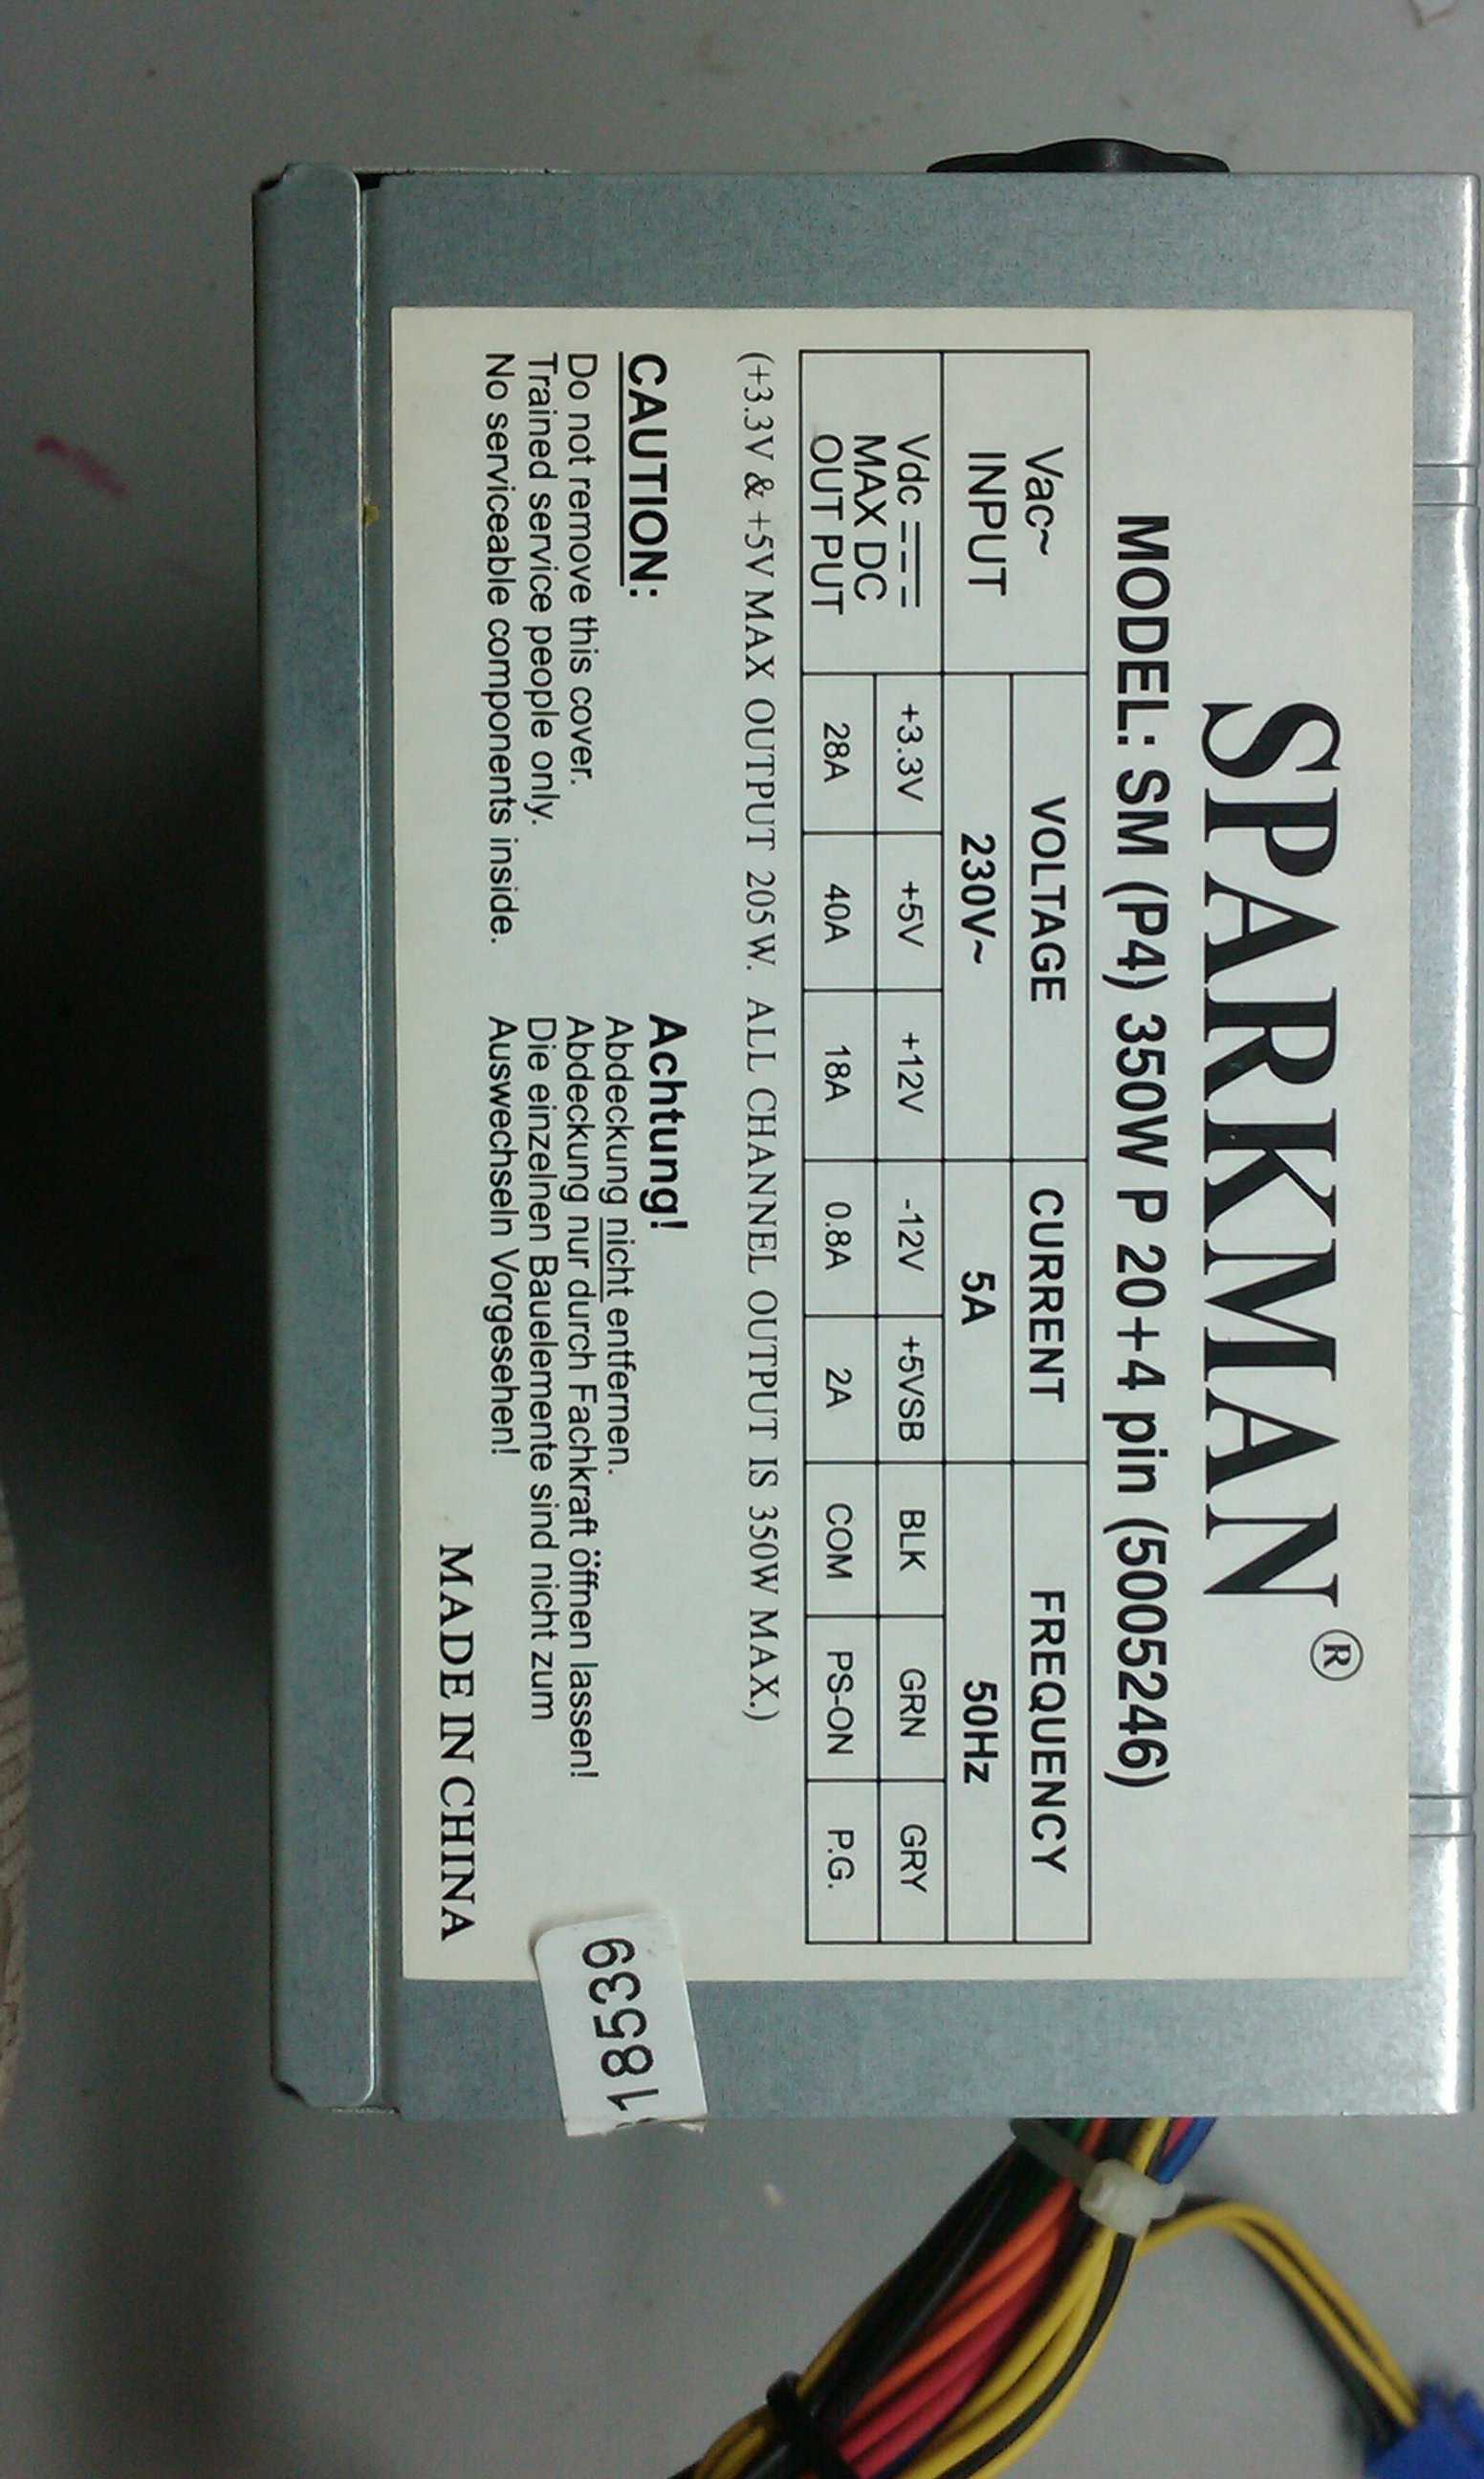 SPARKMAN ®
MODEL: SM (P4) 350W P 20+4 pin (5005246)
Vac~ INPUT VOLTAGE CURRENT FREQUENCY
230V~ 5A 50Hz
Vdc MAX DC OUT PUT +3.3V +5V +12V -12V +5VSB BLK GRN GRY
28A 40A 18A 0.8A 2A COM PS-ON P.G.
(+3.3V & +5V MAX OUTPUT 205W. ALL CHANNEL OUTPUT IS 350W MAX.)
CAUTION:
Do not remove this cover.
Trained service people only.
No serviceable components inside.
Achtung!
Abdeckung nicht entfernen.
Abdeckung nur durch Fachkraft öffnen lassen!
Die einzelnen Bauelemente sind nicht zum
Auswechseln Vorgesehen!
MADE IN CHINA
18539